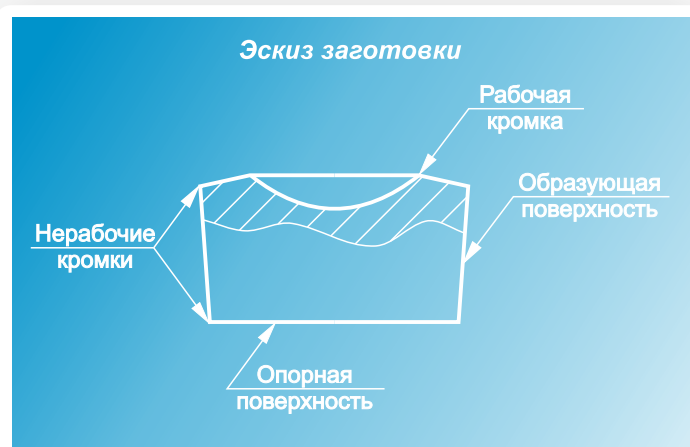 Эскиз заготовки
Рабочая
кромка
Образующая
поверхность
Нерабочие
кромки
Опорная
поверхность